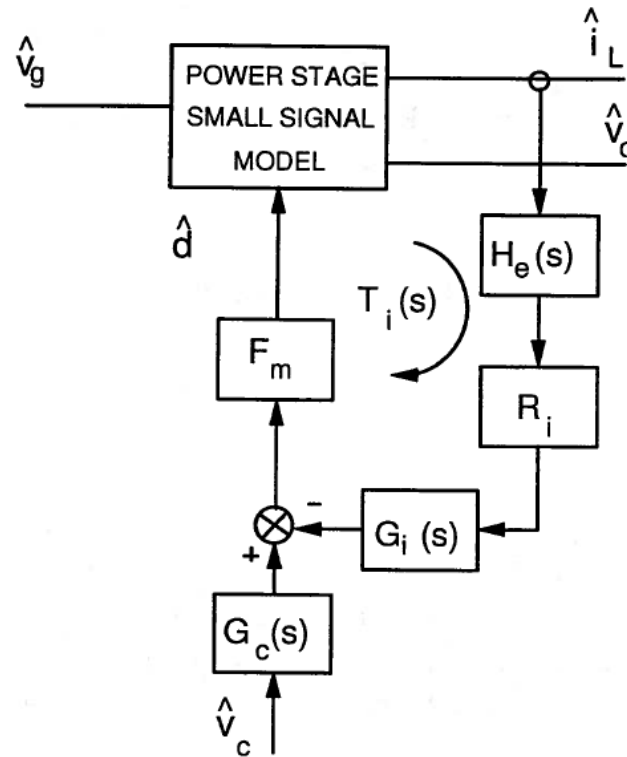 v̂g
îL
POWER STAGE
SMALL SIGNAL
MODEL
v̂o
d̂
He(s)
Ti(s)
Fm
Ri
-
Gi (s)
+
Gc(s)
v̂c